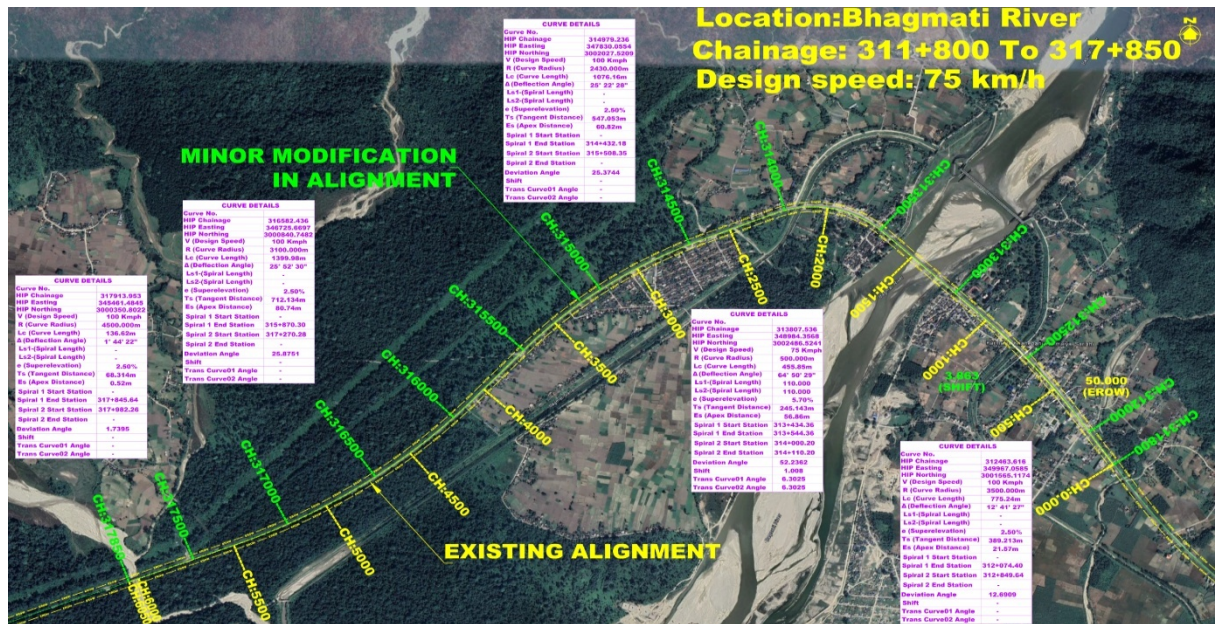 Location:Bhagmati River
Chainage: 311+800 To 317+850
Design speed: 75 km/h
N
MINOR MODIFICATION
IN ALIGNMENT
EXISTING ALIGNMENT
CURVE DETAILS
Curve No.
HIP Chainage 314979.236
HIP Easting 347830.0554
HIP Northing 3002027.5209
V (Design Speed) 100 Kmph
R (Curve Radius) 2430.000m
Lc (Curve Length) 1076.16m
Δ (Deflection Angle) 25' 22' 28"
Ls1-(Spiral Length) -
Ls2-(Spiral Length) -
e (Superelevation) 2.50%
Ts (Tangent Distance) 547.053m
Es (Apex Distance) 60.82m
Spiral 1 Start Station -
Spiral 1 End Station 314+432.18
Spiral 2 Start Station 315+508.35
Spiral 2 End Station -
Deviation Angle 25.3744
Shift -
Trans Curve01 Angle -
Trans Curve02 Angle -
CURVE DETAILS
Curve No.
HIP Chainage 316582.436
HIP Easting 346725.6697
HIP Northing 3000840.7482
V (Design Speed) 100 Kmph
R (Curve Radius) 3100.000m
Lc (Curve Length) 1399.98m
Δ (Deflection Angle) 25' 52' 30"
Ls1-(Spiral Length) -
Ls2-(Spiral Length) -
e (Superelevation) 2.50%
Ts (Tangent Distance) 712.134m
Es (Apex Distance) 80.74m
Spiral 1 Start Station -
Spiral 1 End Station 315+870.30
Spiral 2 Start Station 317+270.28
Spiral 2 End Station -
Deviation Angle 25.8751
Shift -
Trans Curve01 Angle -
Trans Curve02 Angle -
CURVE DETAILS
Curve No.
HIP Chainage 317913.953
HIP Easting 345461.4845
HIP Northing 3000350.8022
V (Design Speed) 100 Kmph
R (Curve Radius) 4500.000m
Lc (Curve Length) 136.62m
Δ (Deflection Angle) 1' 44' 22"
Ls1-(Spiral Length) -
Ls2-(Spiral Length) -
e (Superelevation) 2.50%
Ts (Tangent Distance) 68.314m
Es (Apex Distance) 0.52m
Spiral 1 Start Station -
Spiral 1 End Station 317+845.64
Spiral 2 Start Station 317+982.26
Spiral 2 End Station -
Deviation Angle 1.7395
Shift -
Trans Curve01 Angle -
Trans Curve02 Angle -
CURVE DETAILS
Curve No.
HIP Chainage 313807.536
HIP Easting 348984.3568
HIP Northing 3002486.5241
V (Design Speed) 75 Kmph
R (Curve Radius) 500.000m
Lc (Curve Length) 455.85m
Δ (Deflection Angle) 64' 50' 29"
Ls1-(Spiral Length) 110.000
Ls2-(Spiral Length) 110.000
e (Superelevation) 5.70%
Ts (Tangent Distance) 245.143m
Es (Apex Distance) 56.86m
Spiral 1 Start Station 313+434.36
Spiral 1 End Station 313+544.36
Spiral 2 Start Station 314+000.20
Spiral 2 End Station 314+110.20
Deviation Angle 52.2362
Shift 1.008
Trans Curve01 Angle 6.3025
Trans Curve02 Angle 6.3025
CURVE DETAILS
Curve No.
HIP Chainage 312463.616
HIP Easting 349967.0565
HIP Northing 3001565.1174
V (Design Speed) 100 Kmph
R (Curve Radius) 3500.000m
Lc (Curve Length) 775.24m
Δ (Deflection Angle) 12' 41' 27"
Ls1-(Spiral Length) -
Ls2-(Spiral Length) -
e (Superelevation) 2.50%
Ts (Tangent Distance) 389.213m
Es (Apex Distance) 21.57m
Spiral 1 Start Station -
Spiral 1 End Station 312+074.40
Spiral 2 Start Station 312+849.64
Spiral 2 End Station -
Deviation Angle 12.6909
Shift -
Trans Curve01 Angle -
Trans Curve02 Angle -
CH:314500
CH:314000
CH:313500
CH:313000
CH:312500
CH:312000
CH:311800
CH:315000
CH:315500
CH:316000
CH:316500
CH:317000
CH:317500
CH:317850
CH:0.00
CH:500
CH:1000
CH:1500
CH:2000
CH:2500
CH:3000
CH:3500
CH:4000
CH:4500
CH:5000
CH:5500
CH:6000
3.663
(SHIFT)
50.000
(EROW)